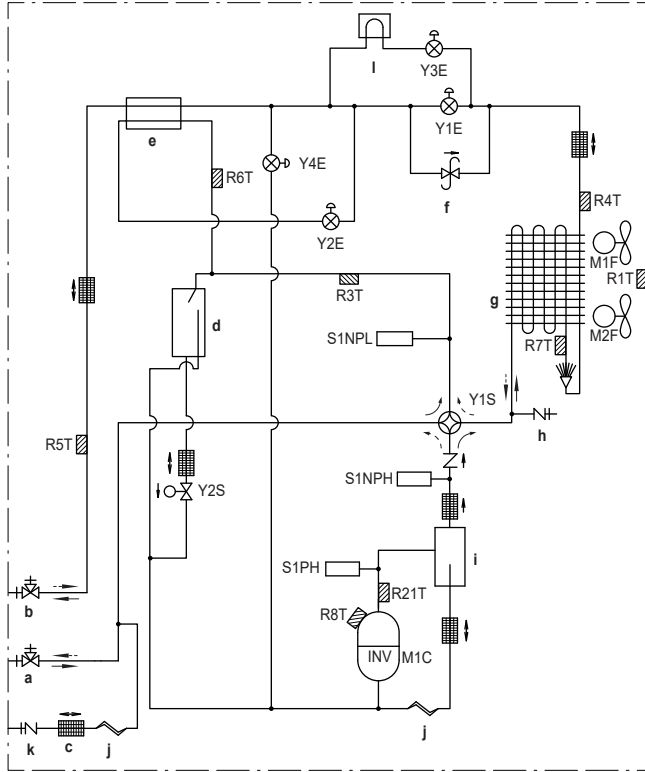 l
Y3E
Y1E
e
Y4E
R6T
f
R4T
Y2E
M1F
R1T
g
R3T
d
M2F
S1NPL
R7T
Y1S
h
R5T
S1NPH
Y2S
i
S1PH
R21T
R8T
b
INV
M1C
a
j
k
c
j